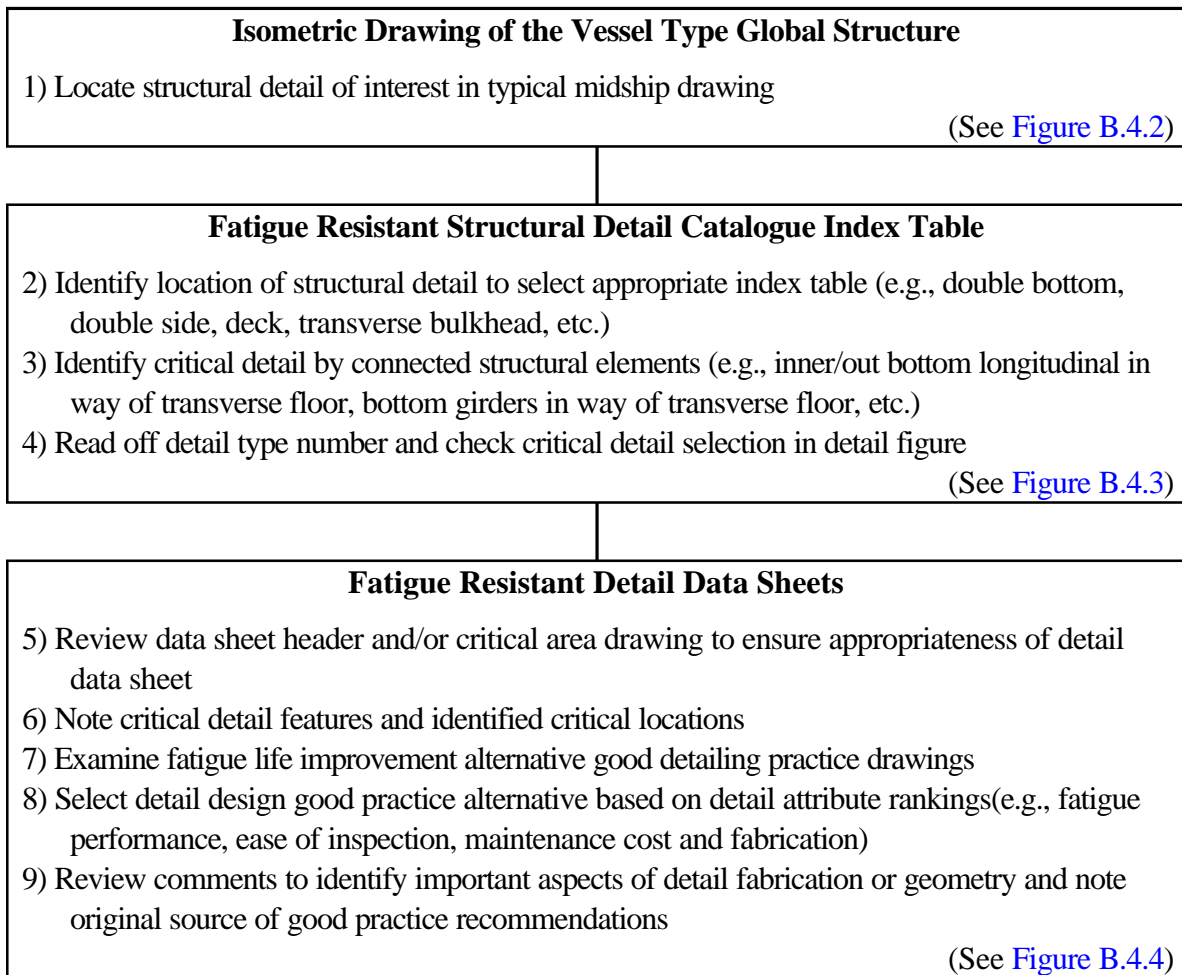 Isometric Drawing of the Vessel Type Global Structure
1) Locate structural detail of interest in typical midship drawing
(See Figure B.4.2)
Fatigue Resistant Structural Detail Catalogue Index Table
2) Identify location of structural detail to select appropriate index table (e.g., double bottom,
double side, deck, transverse bulkhead, etc.)
3) Identify critical detail by connected structural elements (e.g., inner/out bottom longitudinal in
way of transverse floor, bottom girders in way of transverse floor, etc.)
4) Read off detail type number and check critical detail selection in detail figure
(See Figure B.4.3)
Fatigue Resistant Detail Data Sheets
5) Review data sheet header and/or critical area drawing to ensure appropriateness of detail
data sheet
6) Note critical detail features and identified critical locations
7) Examine fatigue life improvement alternative good detailing practice drawings
8) Select detail design good practice alternative based on detail attribute rankings(e.g., fatigue
performance, ease of inspection, maintenance cost and fabrication)
9) Review comments to identify important aspects of detail fabrication or geometry and note
original source of good practice recommendations
(See Figure B.4.4)